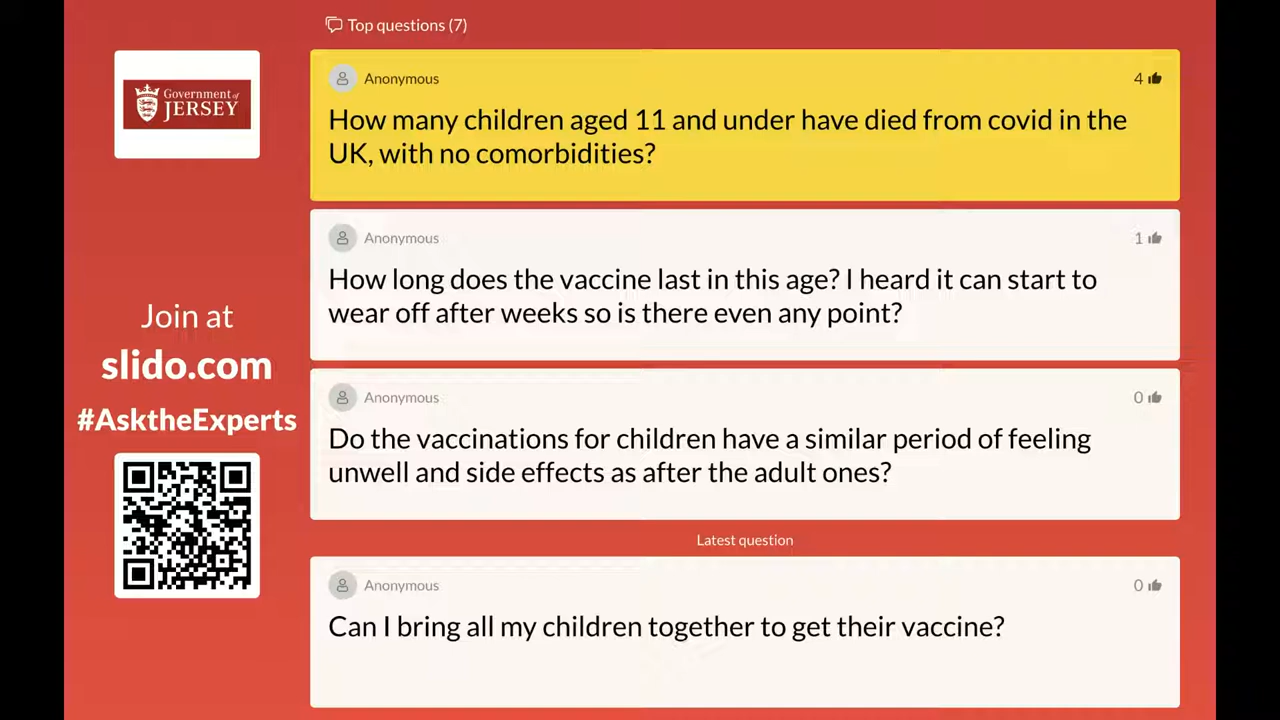 Top questions (7)
Government of
JERSEY
Anonymous
4
How many children aged 11 and under have died from covid in the
UK, with no comorbidities?
Anonymous
1
How long does the vaccine last in this age? I heard it can start to
wear off after weeks so is there even any point?
Join at
slido.com
#AsktheExperts
Anonymous
0
Do the vaccinations for children have a similar period of feeling
unwell and side effects as after the adult ones?
Latest question
Anonymous
0
Can I bring all my children together to get their vaccine?